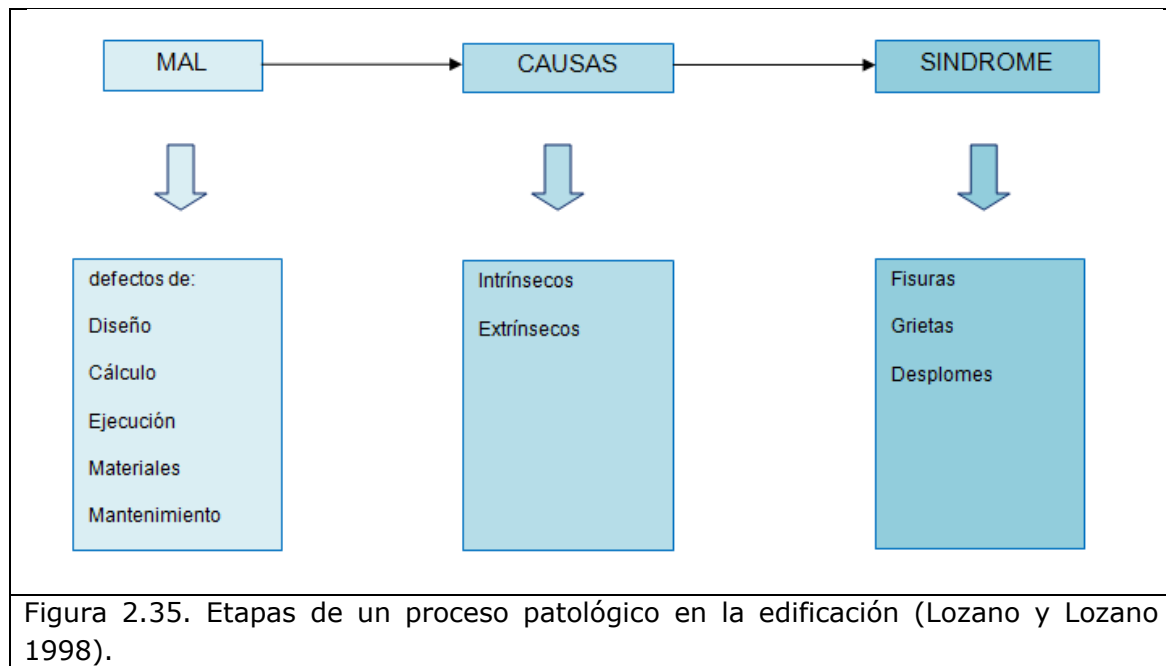 MAL
CAUSAS
SINDROME
defectos de:
Diseño
Cálculo
Ejecución
Materiales
Mantenimiento
Intrínsecos
Extrínsecos
Fisuras
Grietas
Desplomes
Figura 2.35. Etapas de un proceso patológico en la edificación (Lozano y Lozano
1998).